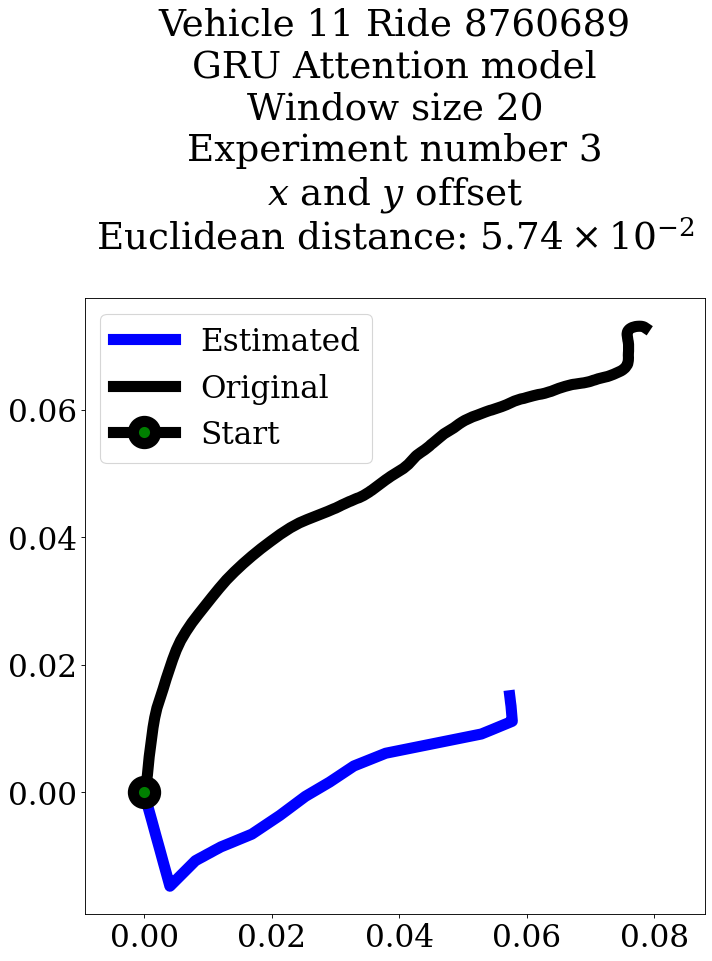 Vehicle 11 Ride 8760689
GRU Attention model
Window size 20
Experiment number 3
x and y offset
Euclidean distance: 5.74 × 10⁻²
Estimated
Original
Start
0.06
0.04
0.02
0.00
0.00 0.02 0.04 0.06 0.08